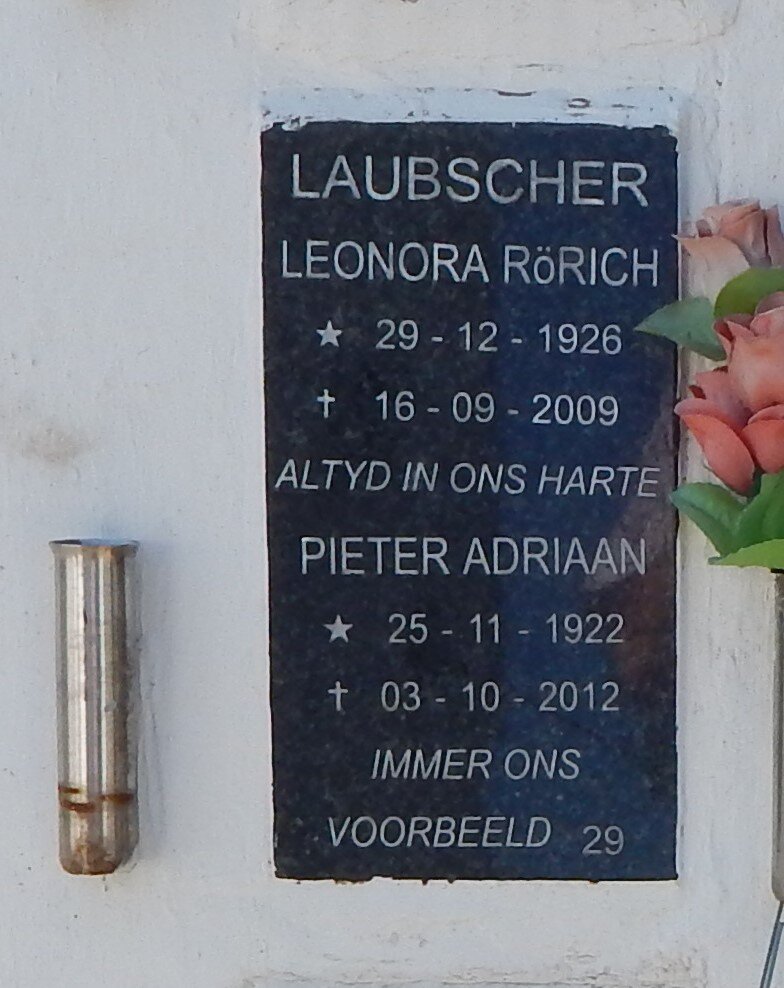 LAUBSCHER
LEONORA RöRICH
★ 29 - 12 - 1926
✝ 16 - 09 - 2009
ALTYD IN ONS HARTE
PIETER ADRIAAN
★ 25 - 11 - 1922
✝ 03 - 10 - 2012
IMMER ONS
VOORBEELD 29